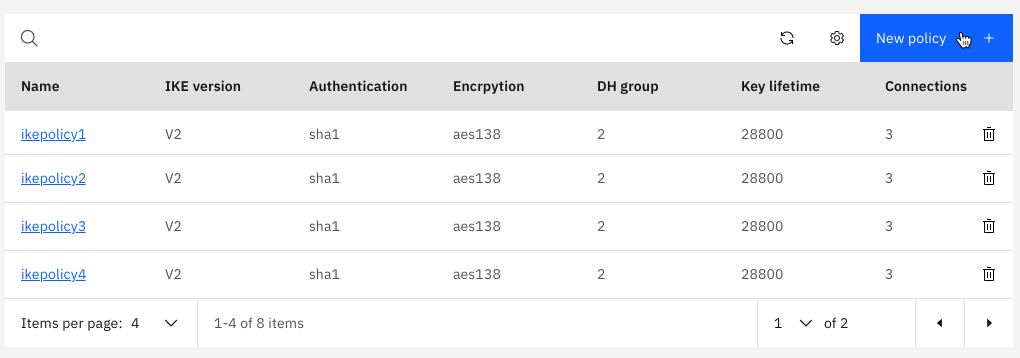 New policy
Name IKE version Authentication Encrpytion DH group Key lifetime Connections
ikepolicy1 V2 sha1 aes138 2 28800 3
ikepolicy2 V2 sha1 aes138 2 28800 3
ikepolicy3 V2 sha1 aes138 2 28800 3
ikepolicy4 V2 sha1 aes138 2 28800 3
Items per page: 4 1-4 of 8 items 1 of 2